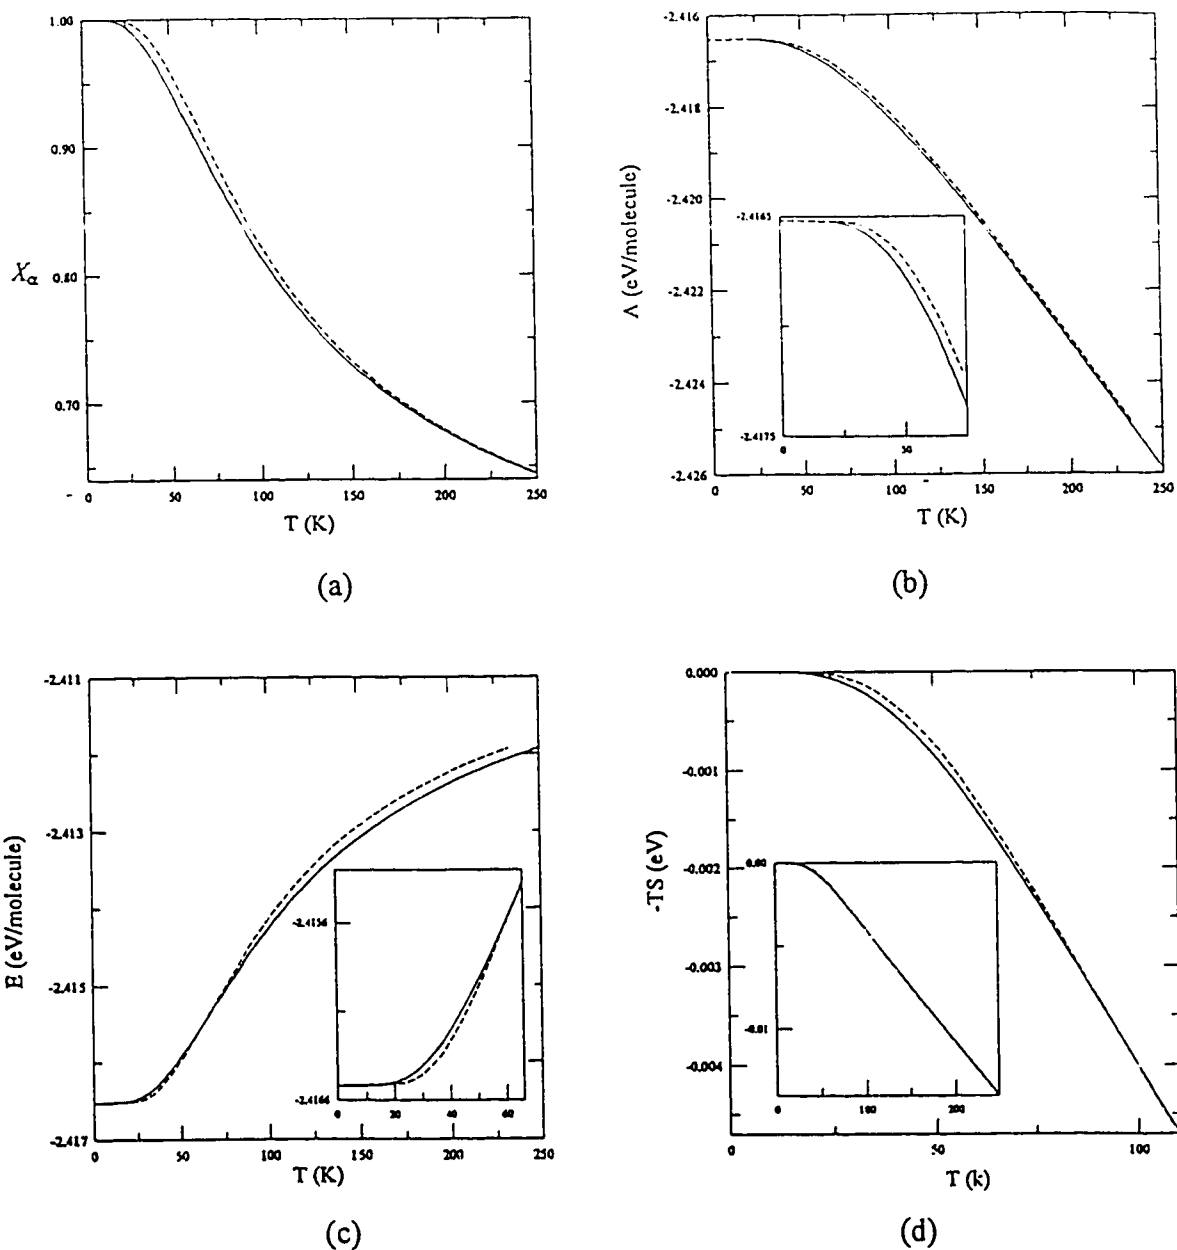 1.00
0.90
0.80
0.70
X_α
0 50 100 150 200 250
T (K)
(a)
-2.416
-2.418
-2.420
-2.422
-2.424
-2.426
Λ (eV/molecule)
-2.4165
-2.4175
0 50
0 50 100 150 200 250
T (K)
(b)
-2.411
-2.413
-2.415
-2.417
E (eV/molecule)
-2.4156
-2.4166
0 20 40 60
0 50 100 150 200 250
T (K)
(c)
0.000
-0.001
-0.002
-0.003
-0.004
-TS (eV)
0.00
-0.01
0 100 200
0 50 100
T (k)
(d)